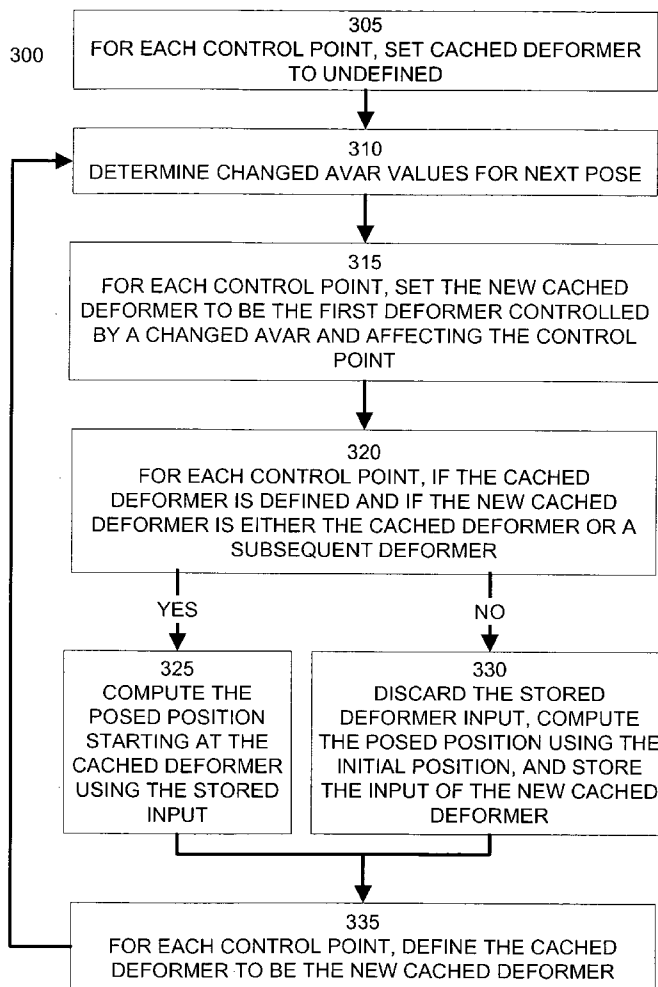 300
305
FOR EACH CONTROL POINT, SET CACHED DEFORMER
TO UNDEFINED
310
DETERMINE CHANGED AVAR VALUES FOR NEXT POSE
315
FOR EACH CONTROL POINT, SET THE NEW CACHED
DEFORMER TO BE THE FIRST DEFORMER CONTROLLED
BY A CHANGED AVAR AND AFFECTING THE CONTROL
POINT
320
FOR EACH CONTROL POINT, IF THE CACHED
DEFORMER IS DEFINED AND IF THE NEW CACHED
DEFORMER IS EITHER THE CACHED DEFORMER OR A
SUBSEQUENT DEFORMER
YES
NO
325
COMPUTE THE
POSED POSITION
STARTING AT THE
CACHED DEFORMER
USING THE STORED
INPUT
330
DISCARD THE STORED
DEFORMER INPUT, COMPUTE
THE POSED POSITION USING THE
INITIAL POSITION, AND STORE
THE INPUT OF THE NEW CACHED
DEFORMER
335
FOR EACH CONTROL POINT, DEFINE THE CACHED
DEFORMER TO BE THE NEW CACHED DEFORMER